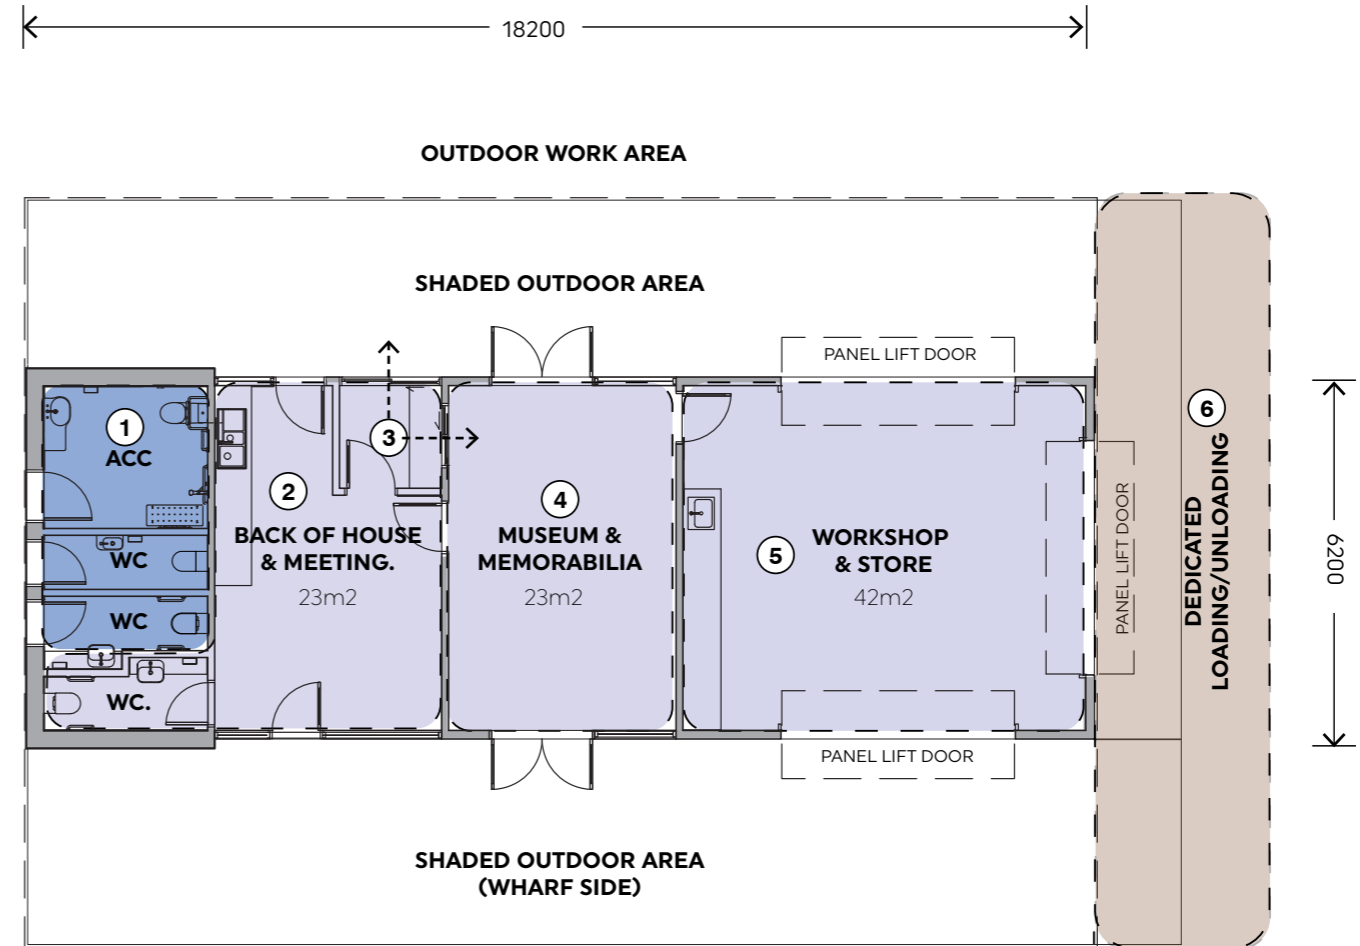 18200
OUTDOOR WORK AREA
SHADED OUTDOOR AREA
PANEL LIFT DOOR
1
ACC
WC
WC
WC.
2
BACK OF HOUSE
& MEETING.
23m2
3
4
MUSEUM &
MEMORABILIA
23m2
5
WORKSHOP
& STORE
42m2
PANEL LIFT DOOR
PANEL LIFT DOOR
6
DEDICATED
LOADING/UNLOADING
6200
SHADED OUTDOOR AREA
(WHARF SIDE)